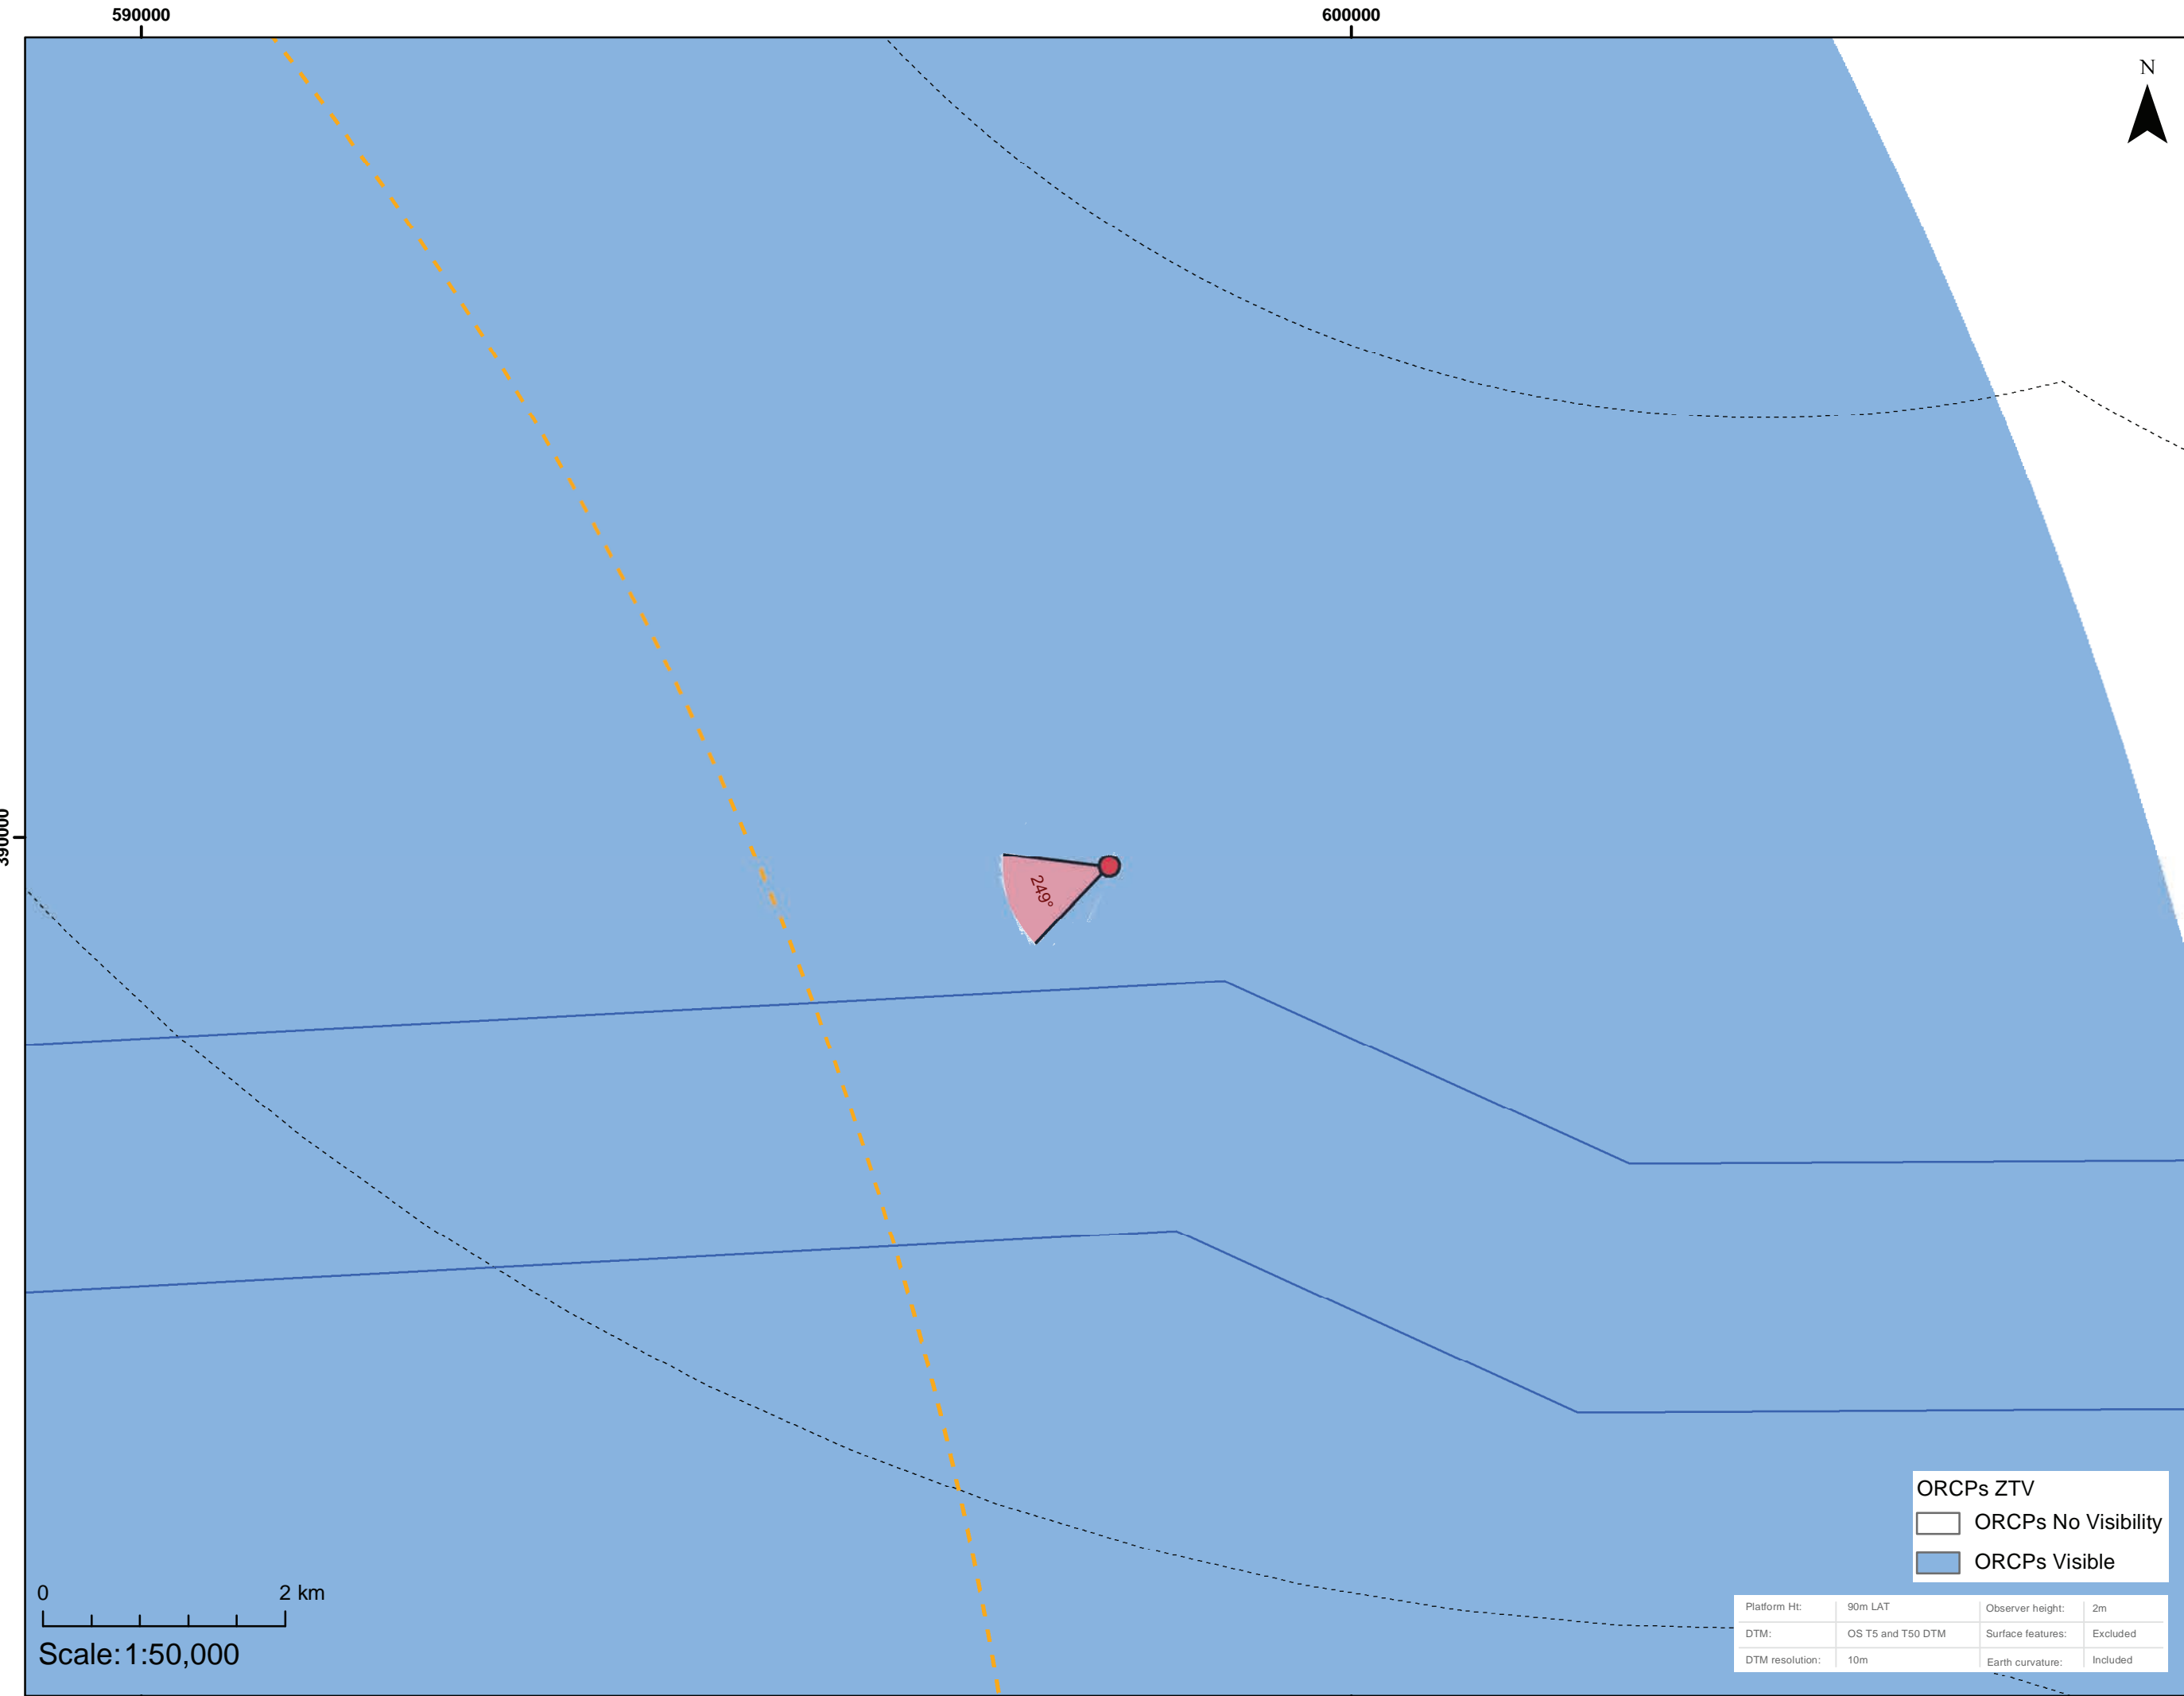 590000
600000
N
390000
249°
ORCPs ZTV
ORCPs No Visibility
ORCPs Visible
0 2 km
Scale: 1:50,000
Platform Ht: 90m LAT Observer height: 2m
DTM: OS T5 and T50 DTM Surface features: Excluded
DTM resolution: 10m Earth curvature: Included